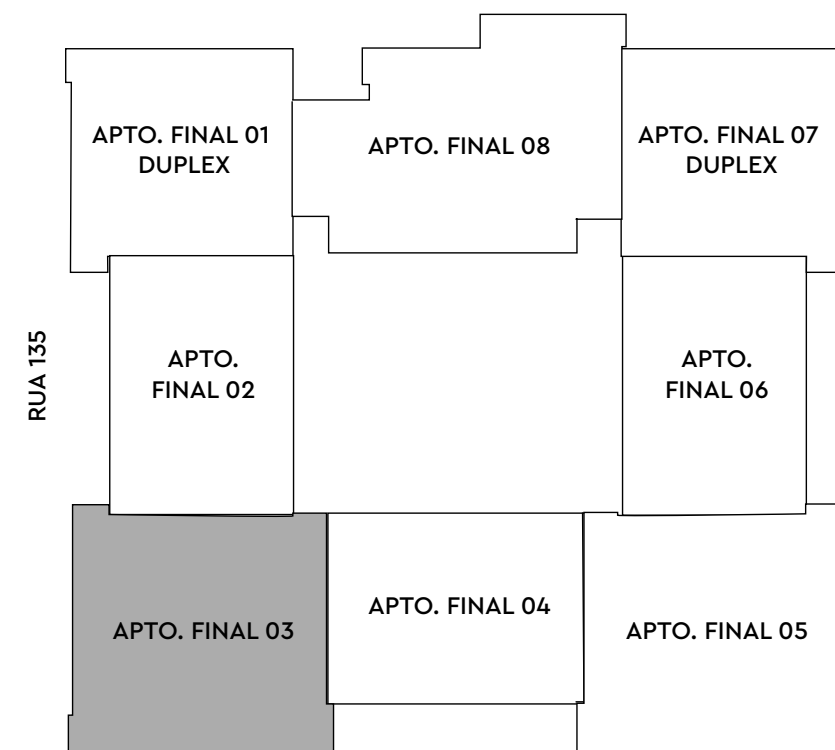 APTO. FINAL 01
DUPLEX
APTO. FINAL 08
APTO. FINAL 07
DUPLEX
RUA 135
APTO.
FINAL 02
APTO.
FINAL 06
APTO. FINAL 03
APTO. FINAL 04
APTO. FINAL 05